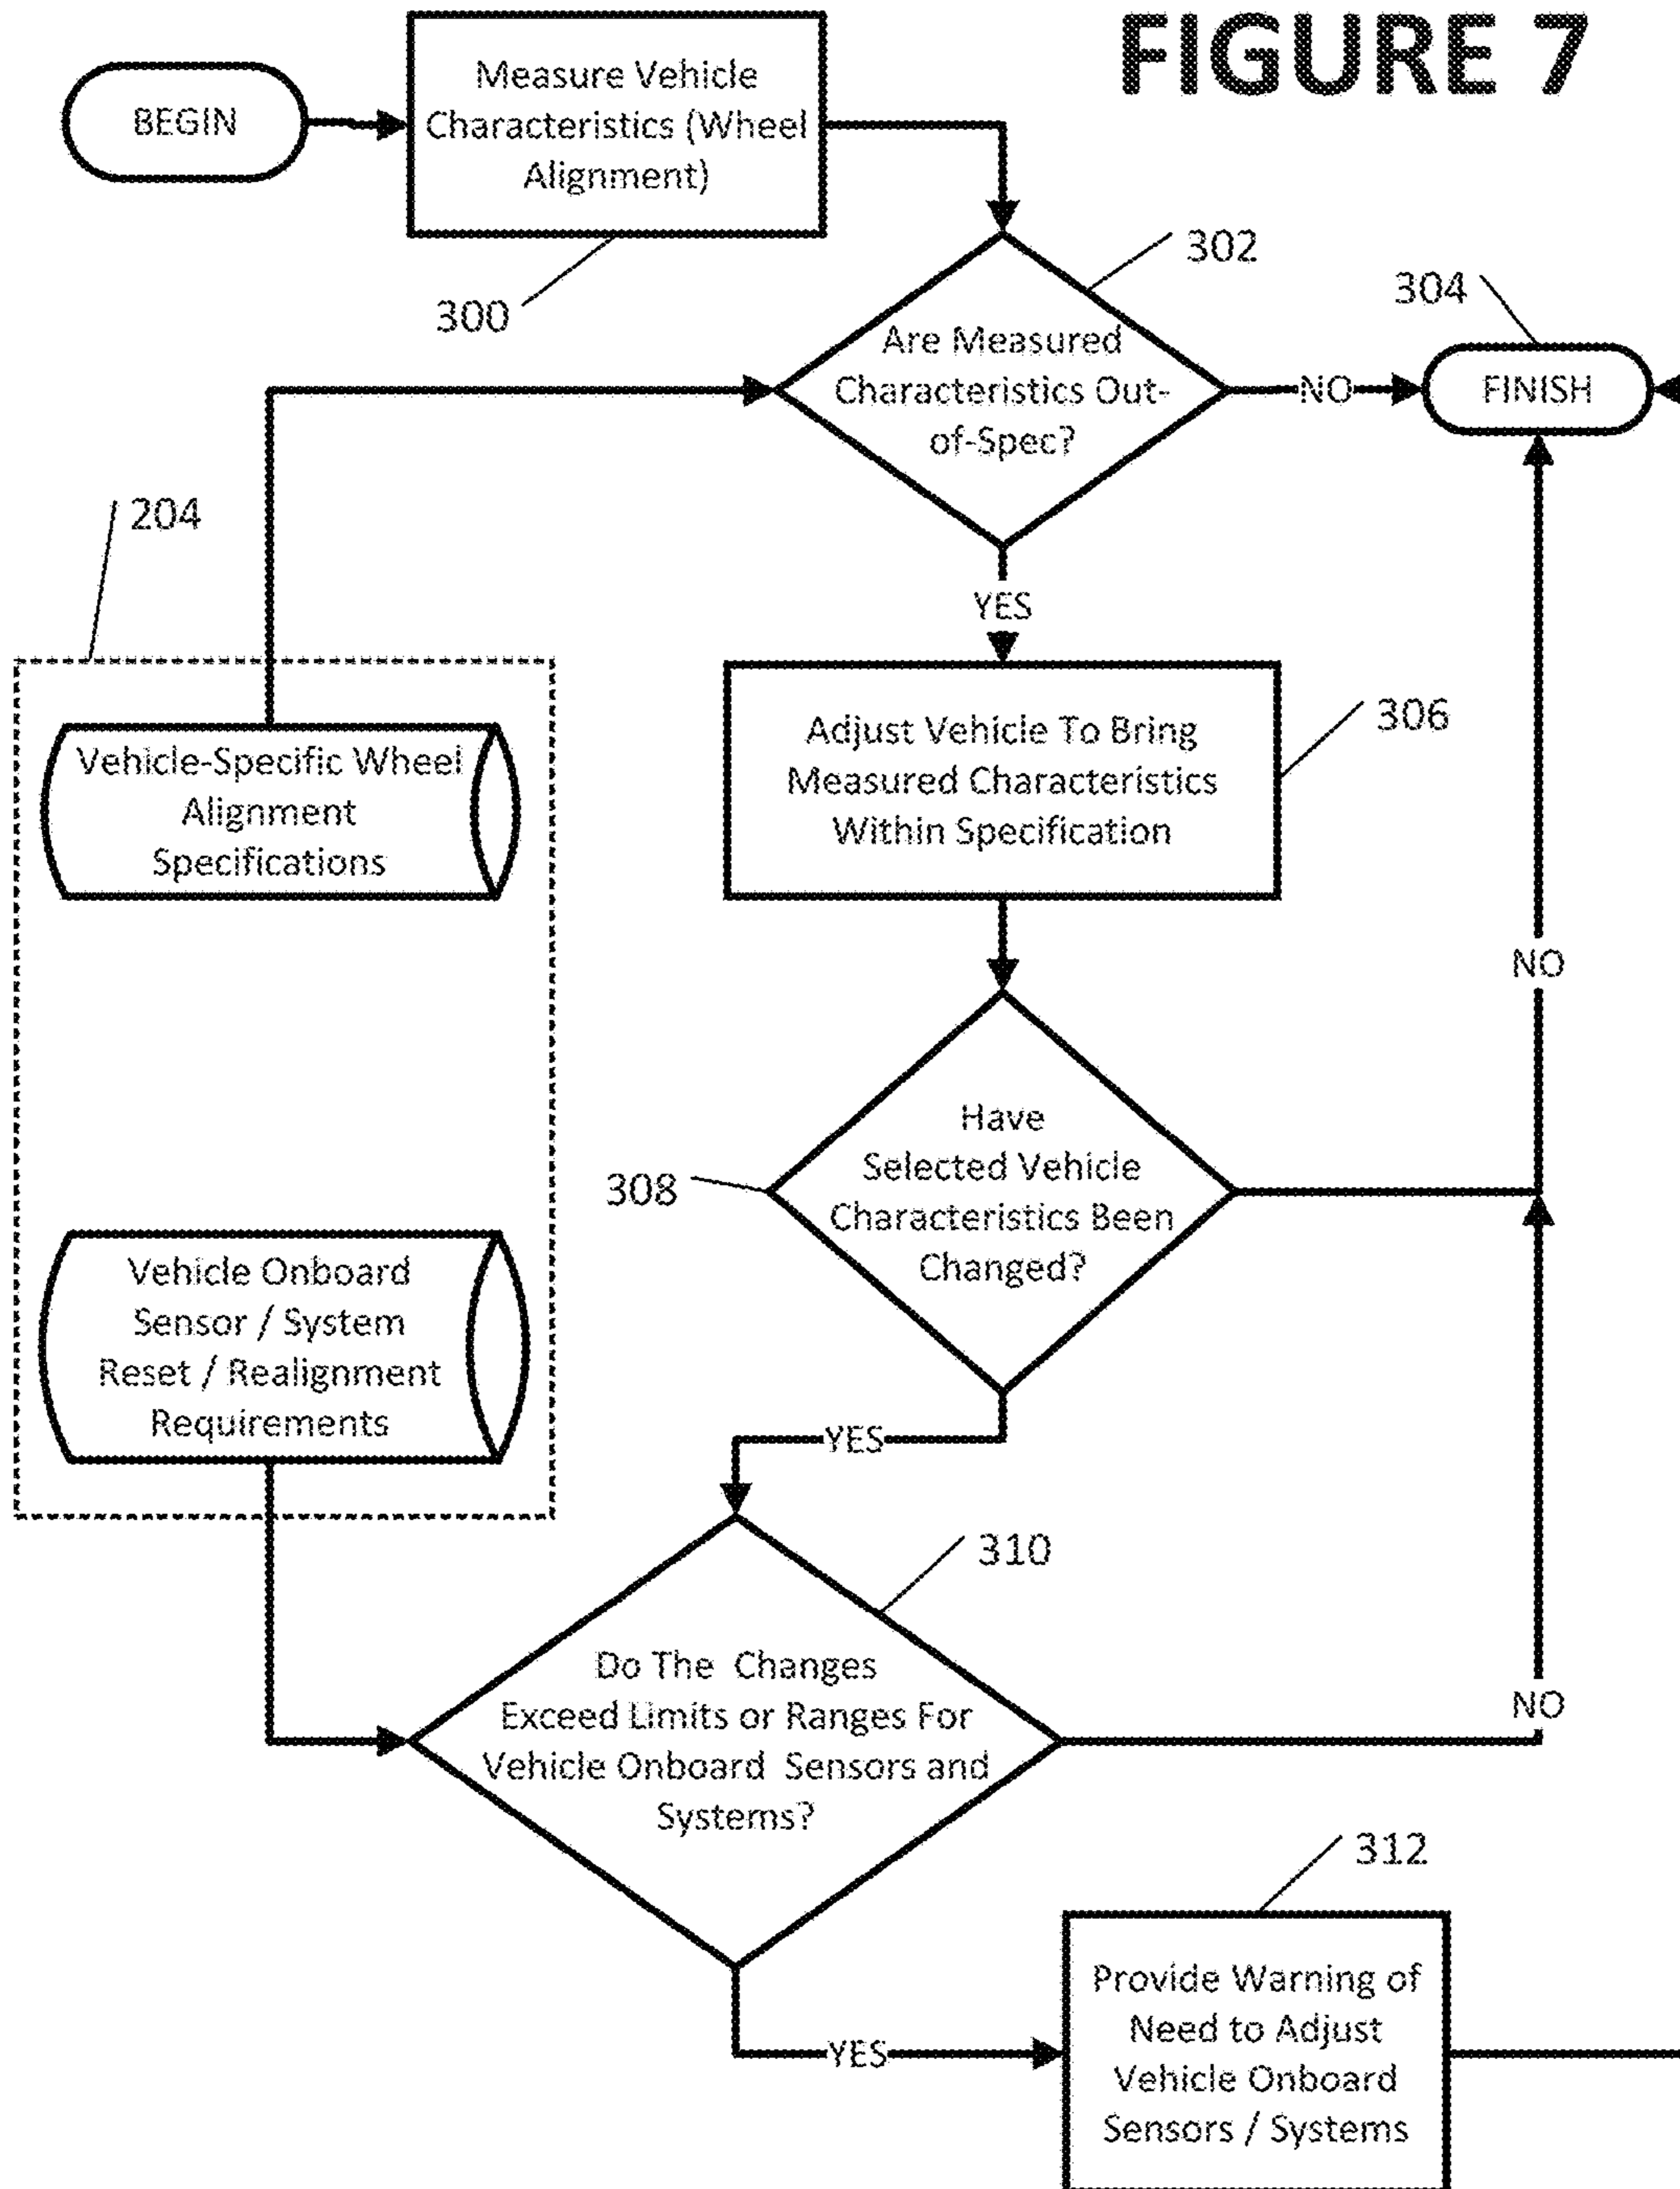 FIGURE 7
BEGIN
Measure Vehicle
Characteristics (Wheel
Alignment)
300
302
304
Are Measured
Characteristics Out-
of-Spec?
NO
FINISH
204
YES
Vehicle-Specific Wheel
Alignment
Specifications
Adjust Vehicle To Bring
Measured Characteristics
Within Specification
306
NO
Have
Selected Vehicle
Characteristics Been
Changed?
308
Vehicle Onboard
Sensor / System
Reset / Realignment
Requirements
YES
310
Do The Changes
Exceed Limits or Ranges For
Vehicle Onboard Sensors and
Systems?
NO
312
YES
Provide Warning of
Need to Adjust
Vehicle Onboard
Sensors / Systems